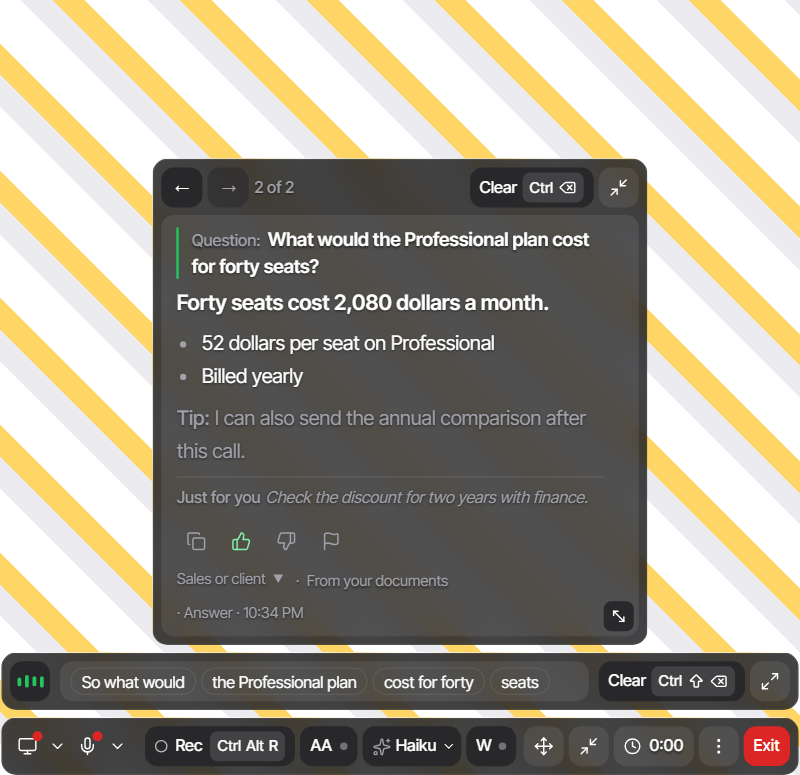 ← → 2 of 2 Clear Ctrl
Question: What would the Professional plan cost
for forty seats?
Forty seats cost 2,080 dollars a month.
• 52 dollars per seat on Professional
• Billed yearly
Tip: I can also send the annual comparison after
this call.
Just for you Check the discount for two years with finance.
Sales or client ▼ · From your documents
· Answer · 10:34 PM
So what would the Professional plan cost for forty seats Clear Ctrl
Rec Ctrl Alt R AA Haiku W 0:00 Exit